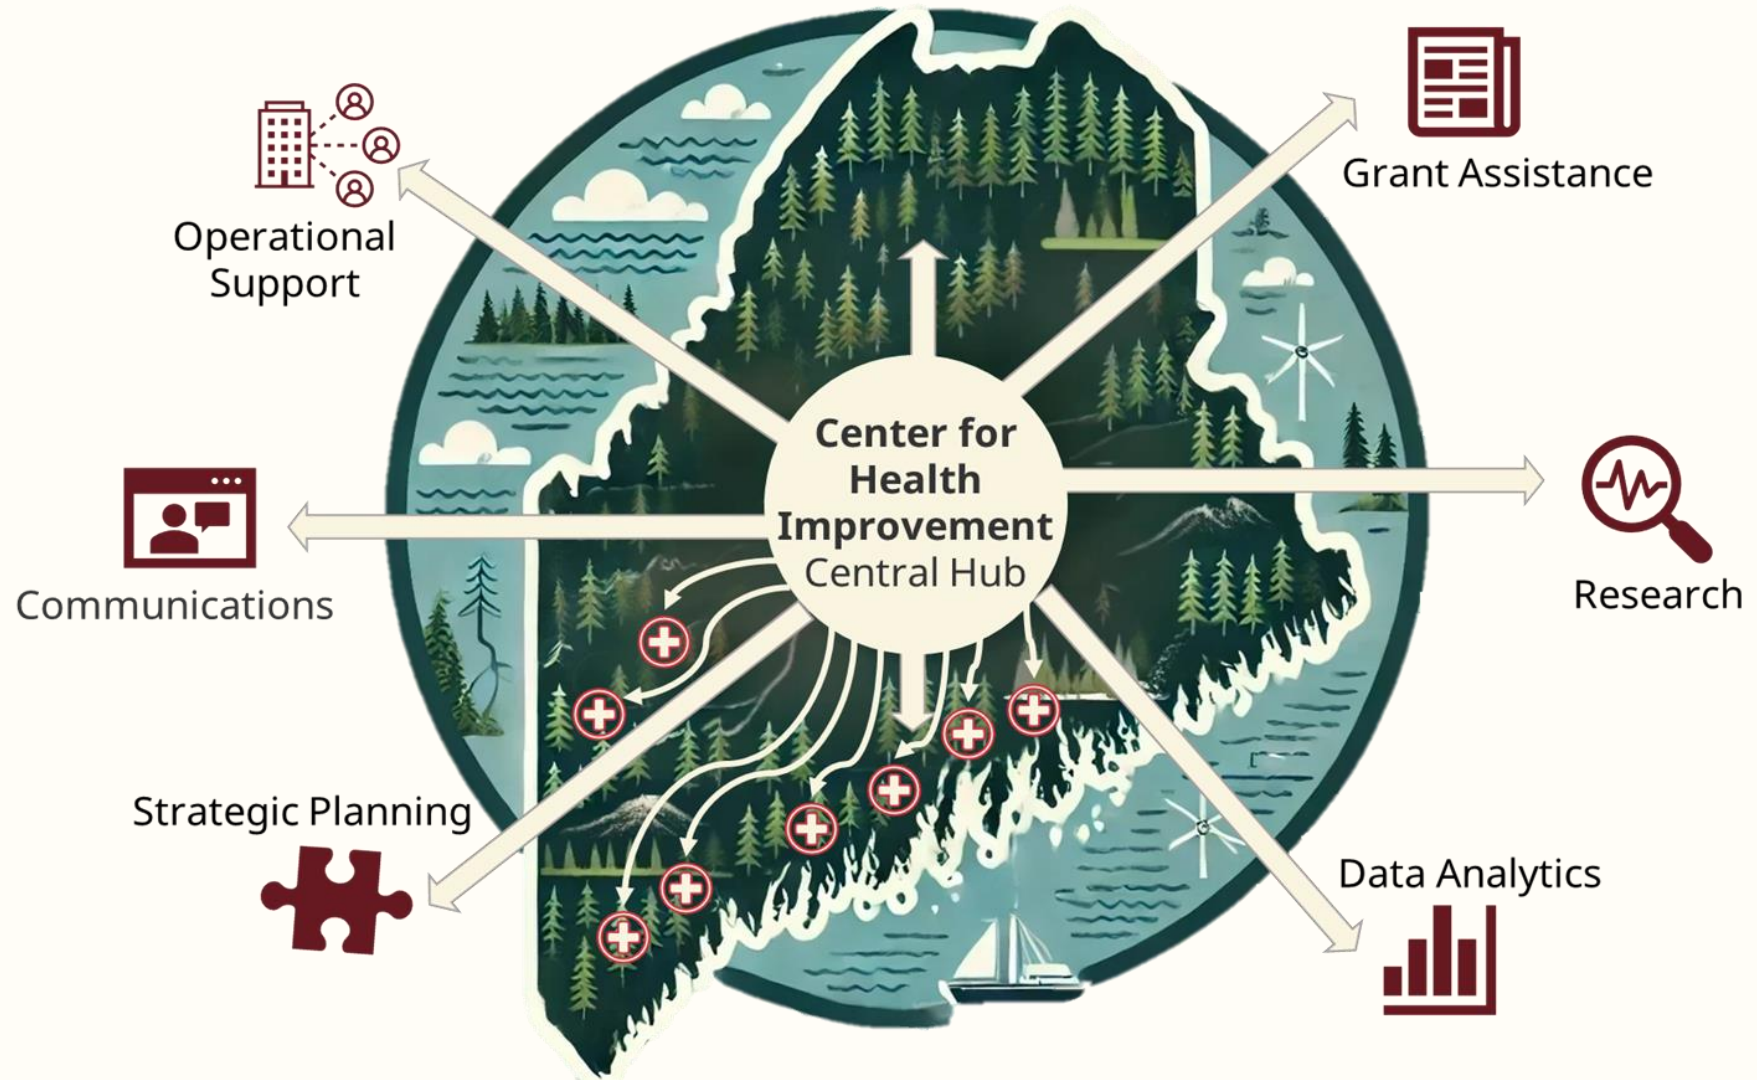 Operational
Support
Grant Assistance
Center for
Health
Improvement
Central Hub
Communications
Research
Strategic Planning
Data Analytics